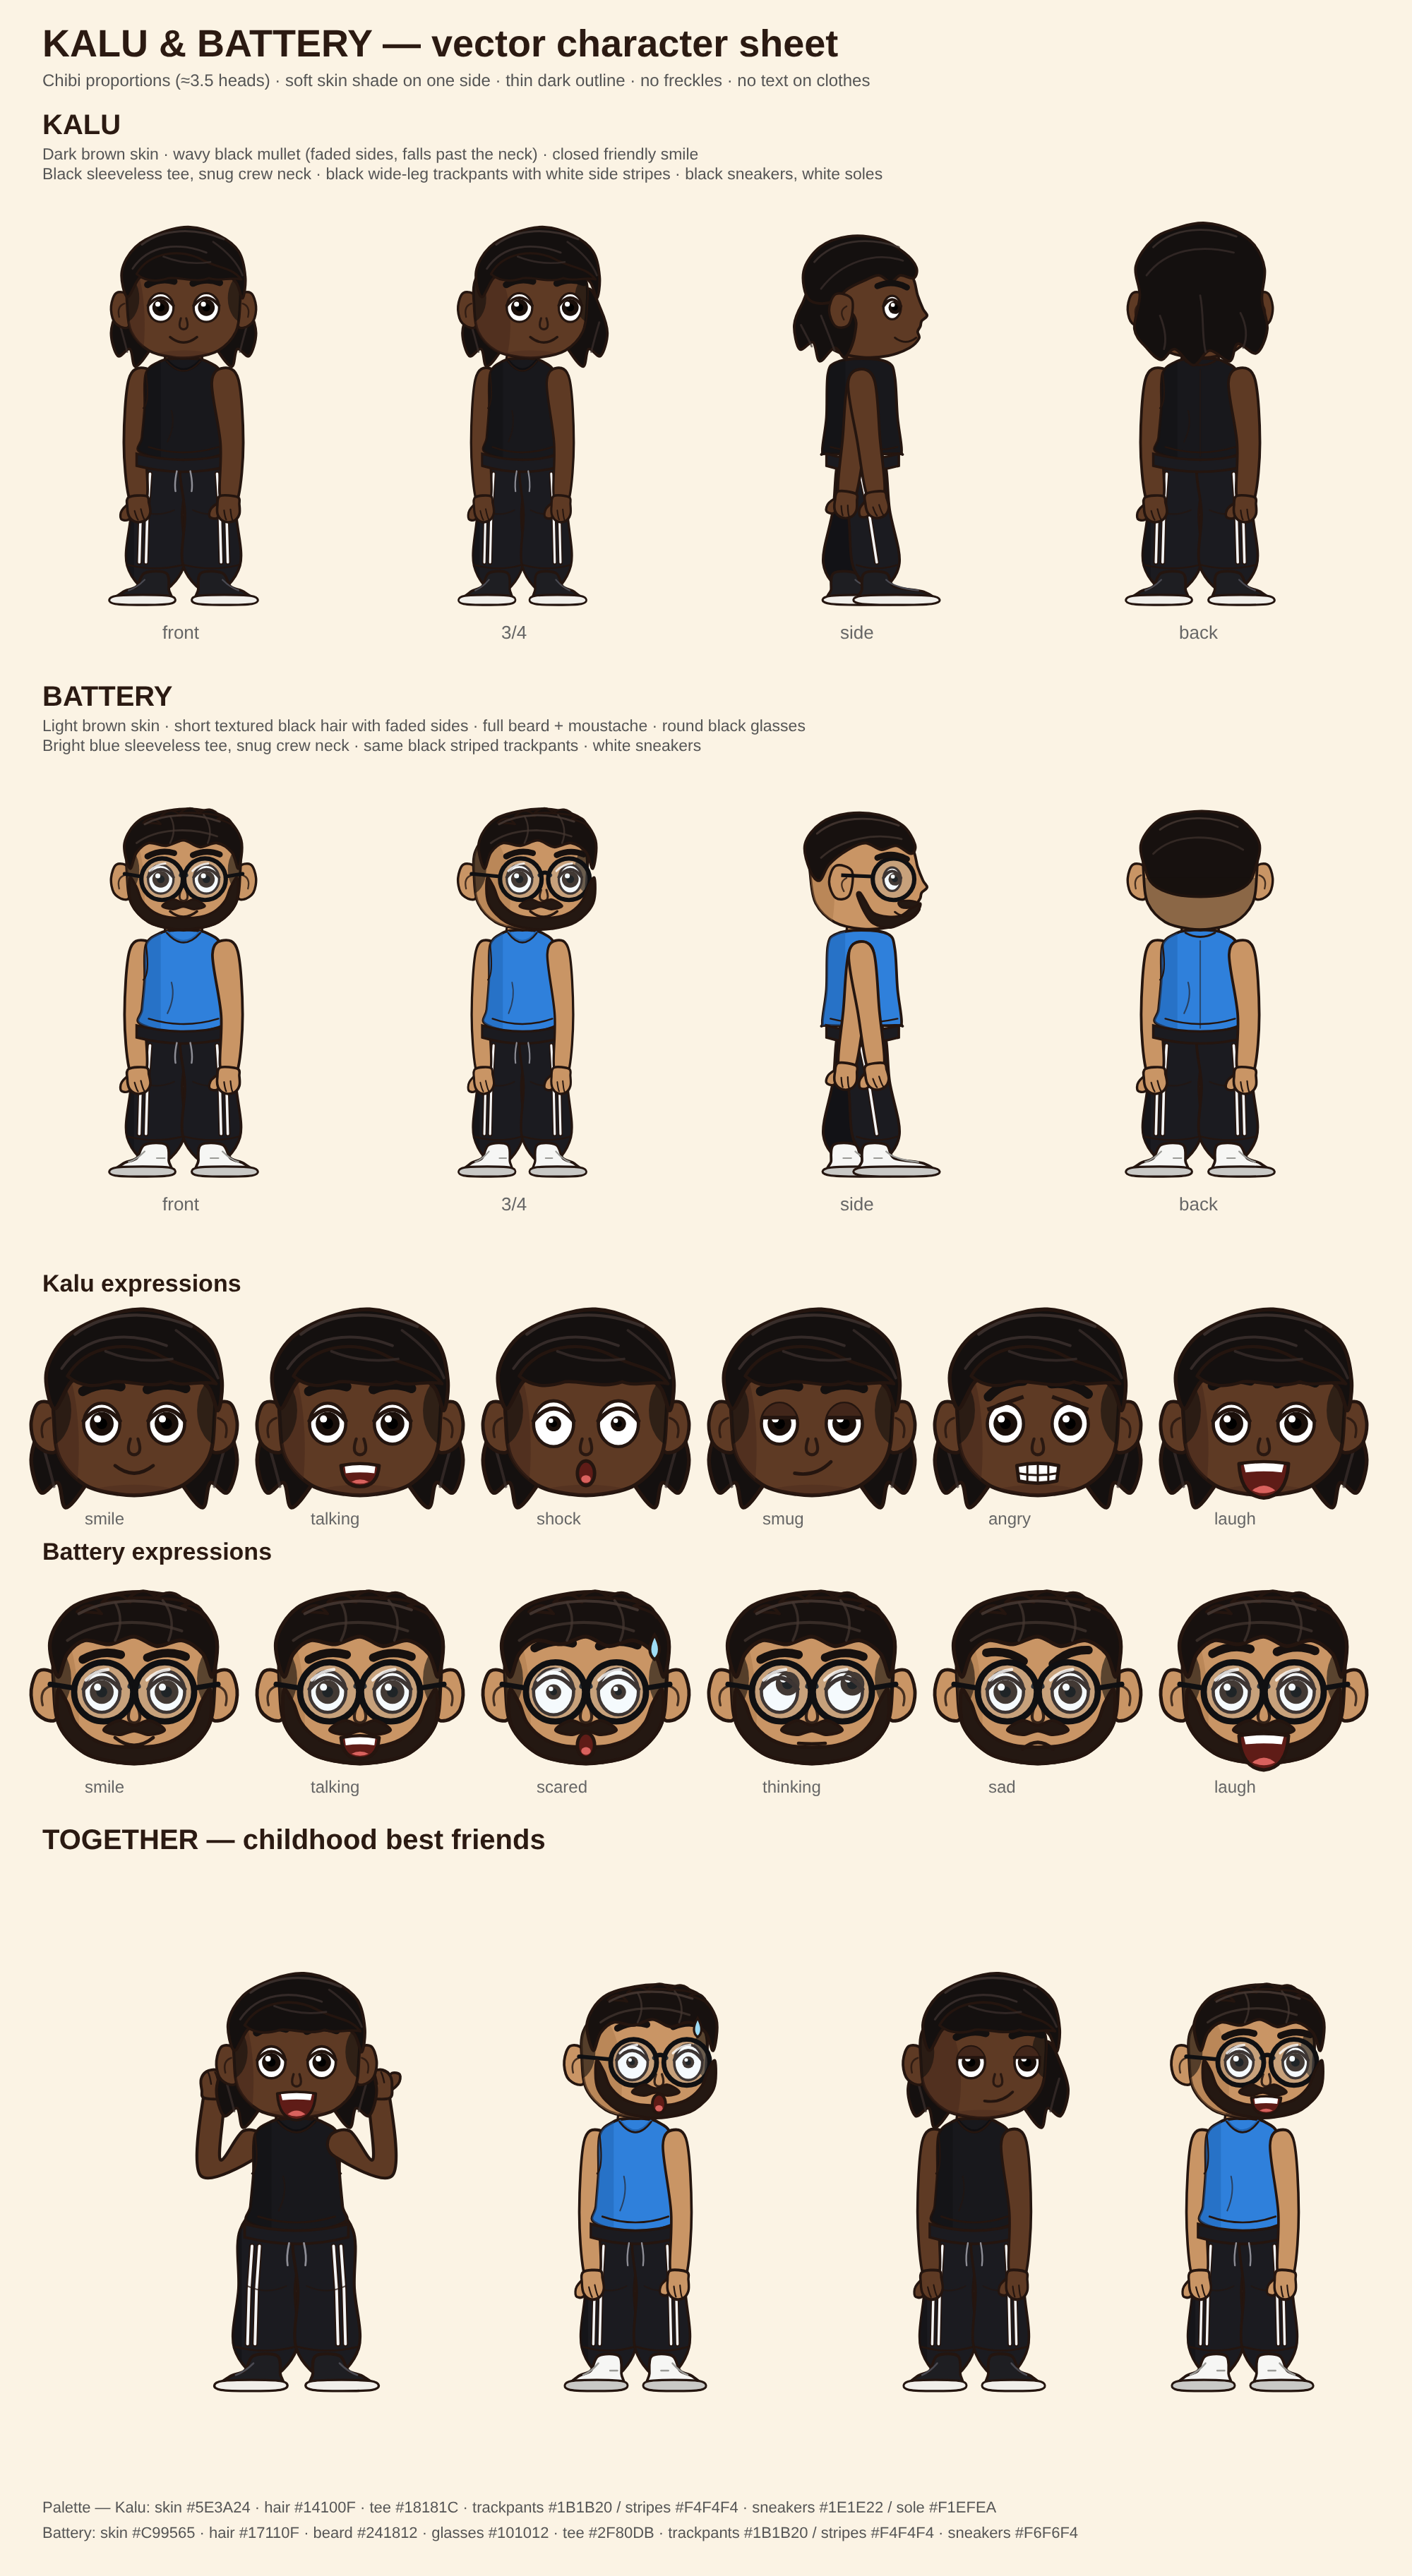 KALU & BATTERY — vector character sheet
Chibi proportions (≈3.5 heads) · soft skin shade on one side · thin dark outline · no freckles · no text on clothes
KALU
Dark brown skin · wavy black mullet (faded sides, falls past the neck) · closed friendly smile
Black sleeveless tee, snug crew neck · black wide-leg trackpants with white side stripes · black sneakers, white soles
front 3/4 side back
BATTERY
Light brown skin · short textured black hair with faded sides · full beard + moustache · round black glasses
Bright blue sleeveless tee, snug crew neck · same black striped trackpants · white sneakers
front 3/4 side back
Kalu expressions
smile talking shock smug angry laugh
Battery expressions
smile talking scared thinking sad laugh
TOGETHER — childhood best friends
Palette — Kalu: skin #5E3A24 · hair #14100F · tee #18181C · trackpants #1B1B20 / stripes #F4F4F4 · sneakers #1E1E22 / sole #F1EFEA
Battery: skin #C99565 · hair #17110F · beard #241812 · glasses #101012 · tee #2F80DB · trackpants #1B1B20 / stripes #F4F4F4 · sneakers #F6F6F4